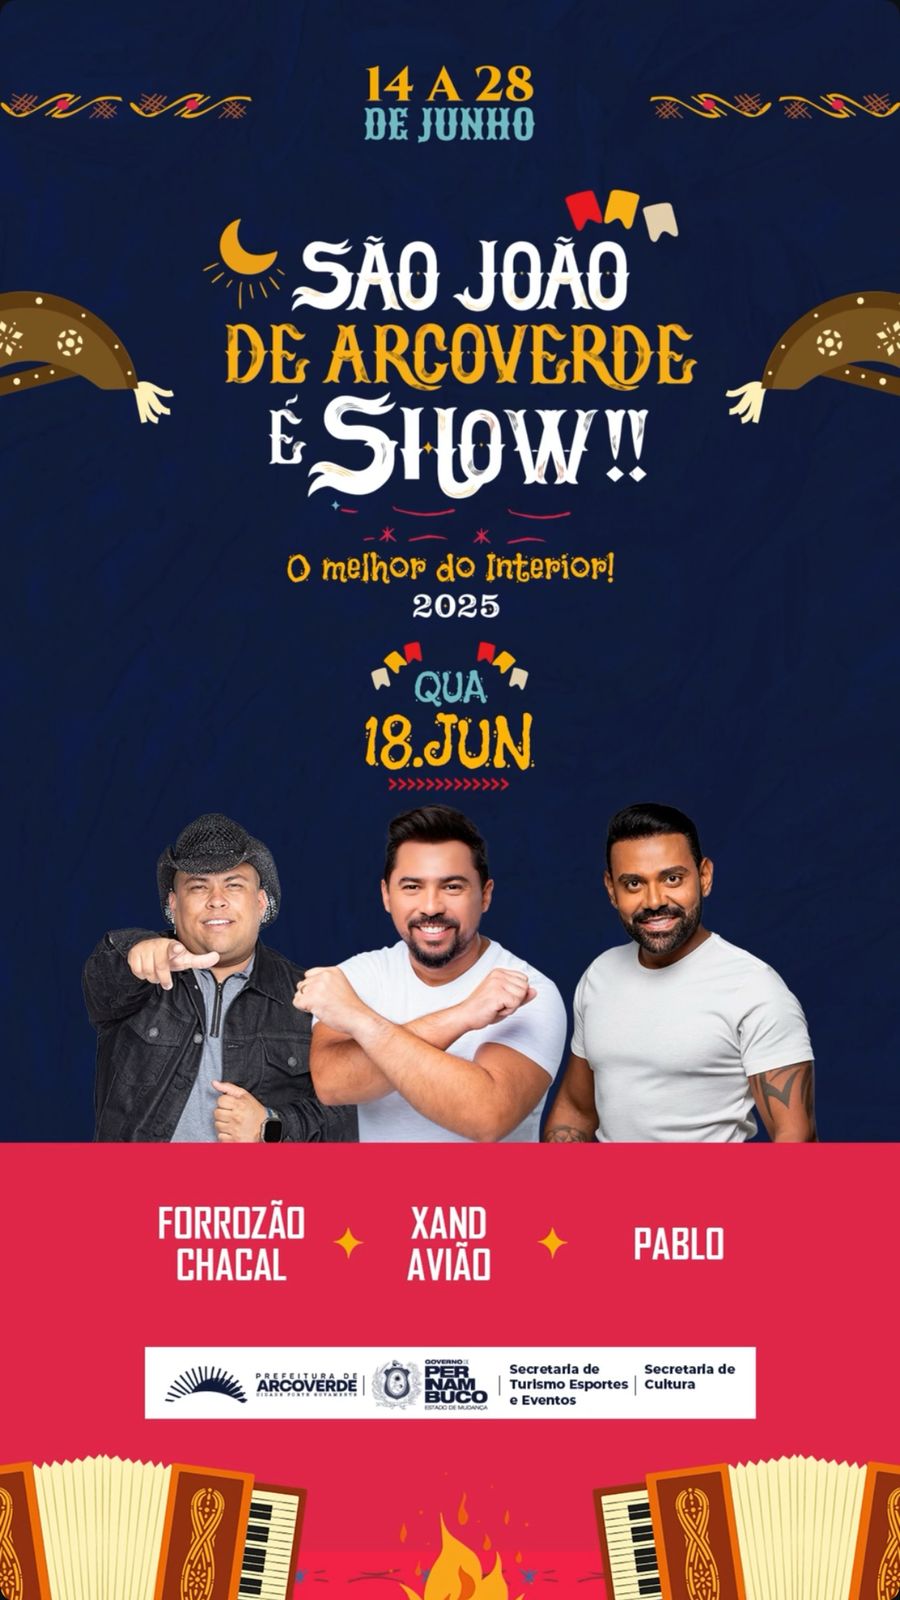 14 A 28
DE JUNHO
SÃO JOÃO
DE ARCOVERDE
É SHOW!!
O melhor do Interior!
2025
QUA
18.JUN
FORROZÃO
CHACAL
XAND
AVIÃO
PABLO
PREFEITURA DE
ARCOVERDE
GOVERNO DE
PER
NAM
BUCO
ESTADO DE MUDANÇA
Secretaria de
Turismo Esportes
e Eventos
Secretaria de
Cultura